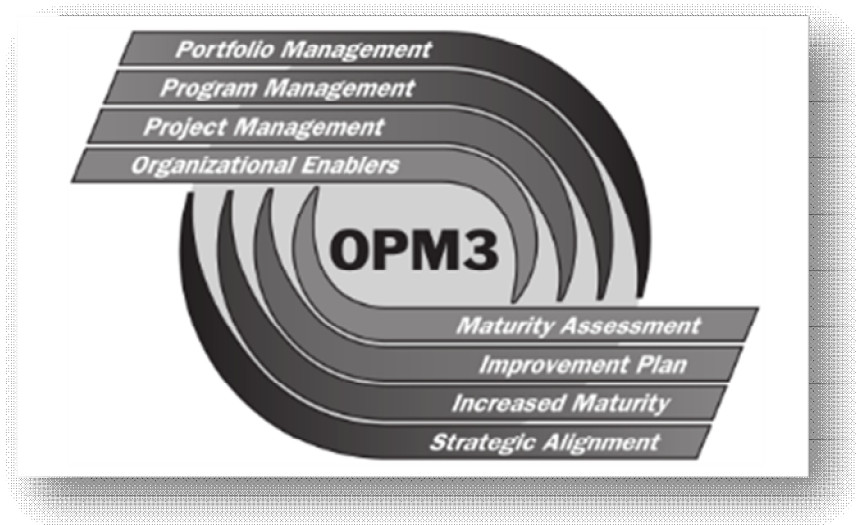 Portfolio Management
Program Management
Project Management
Organizational Enablers
OPM3
Maturity Assessment
Improvement Plan
Increased Maturity
Strategic Alignment